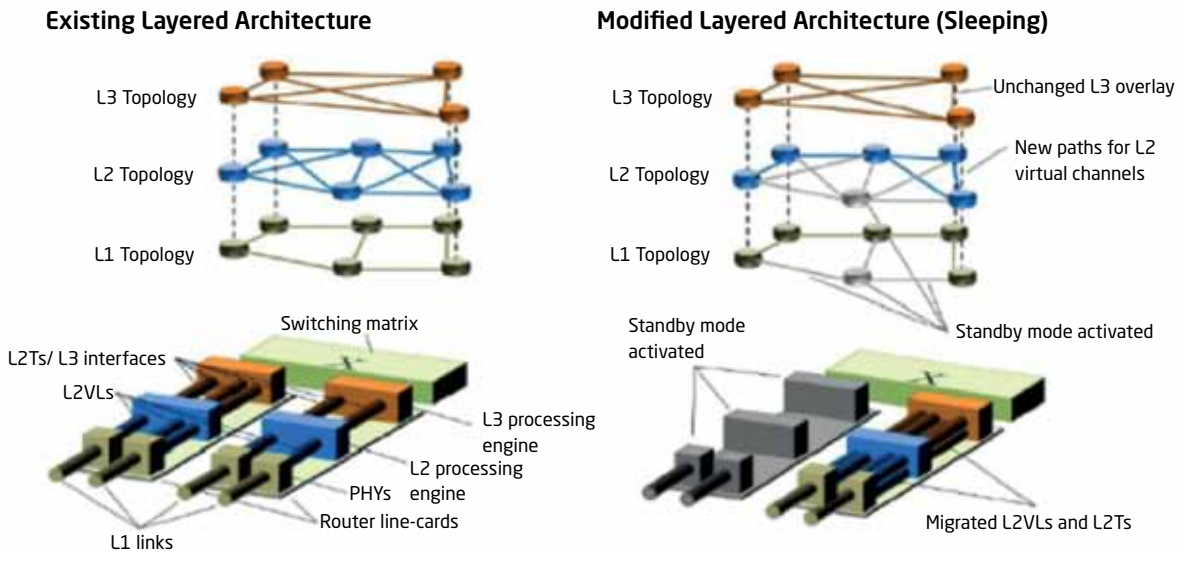 Existing Layered Architecture
L3 Topology
L2 Topology
L1 Topology
Switching matrix
L2Ts/ L3 interfaces
L2VLs
L3 processing
engine
L2 processing
engine
PHYs
Router line-cards
L1 links
Modified Layered Architecture (Sleeping)
L3 Topology
Unchanged L3 overlay
L2 Topology
New paths for L2
virtual channels
L1 Topology
Standby mode
activated
Standby mode activated
Migrated L2VLs and L2Ts